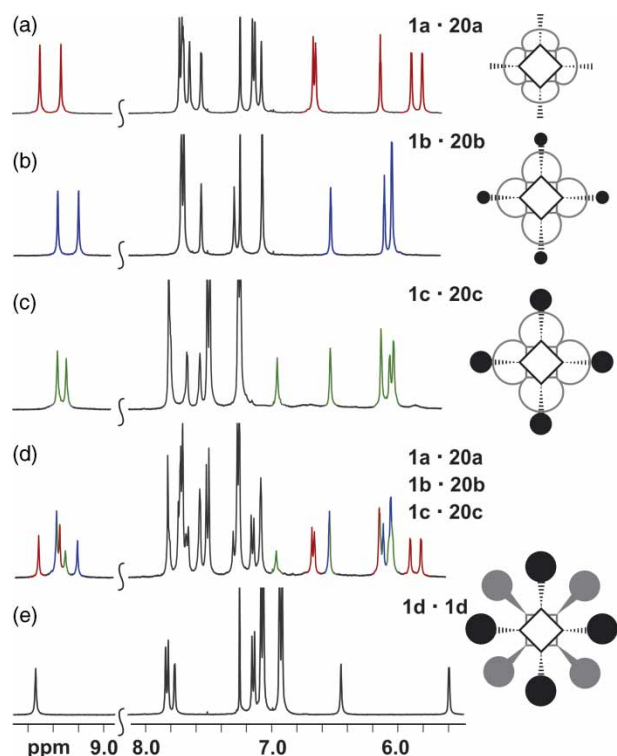 (a)
1a · 20a
(b)
1b · 20b
(c)
1c · 20c
(d)
1a · 20a
1b · 20b
1c · 20c
(e)
1d · 1d
ppm 9.0 8.0 7.0 6.0